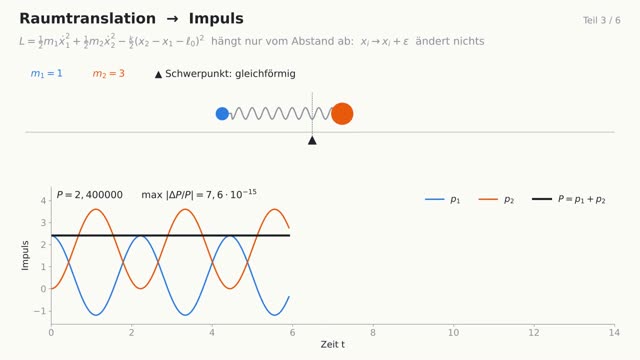 Raumtranslation → Impuls
Teil 3 / 6
L = ½m₁ẋ₁² + ½m₂ẋ₂² − k/2(x₂ − x₁ − ℓ₀)² hängt nur vom Abstand ab: xᵢ → xᵢ + ε ändert nichts
m₁ = 1 m₂ = 3 ▲ Schwerpunkt: gleichförmig
P = 2,400000 max |ΔP/P| = 7,6 · 10⁻¹⁵
p₁ p₂ P = p₁ + p₂
Impuls
4
3
2
1
0
−1
0 2 4 6 8 10 12 14
Zeit t